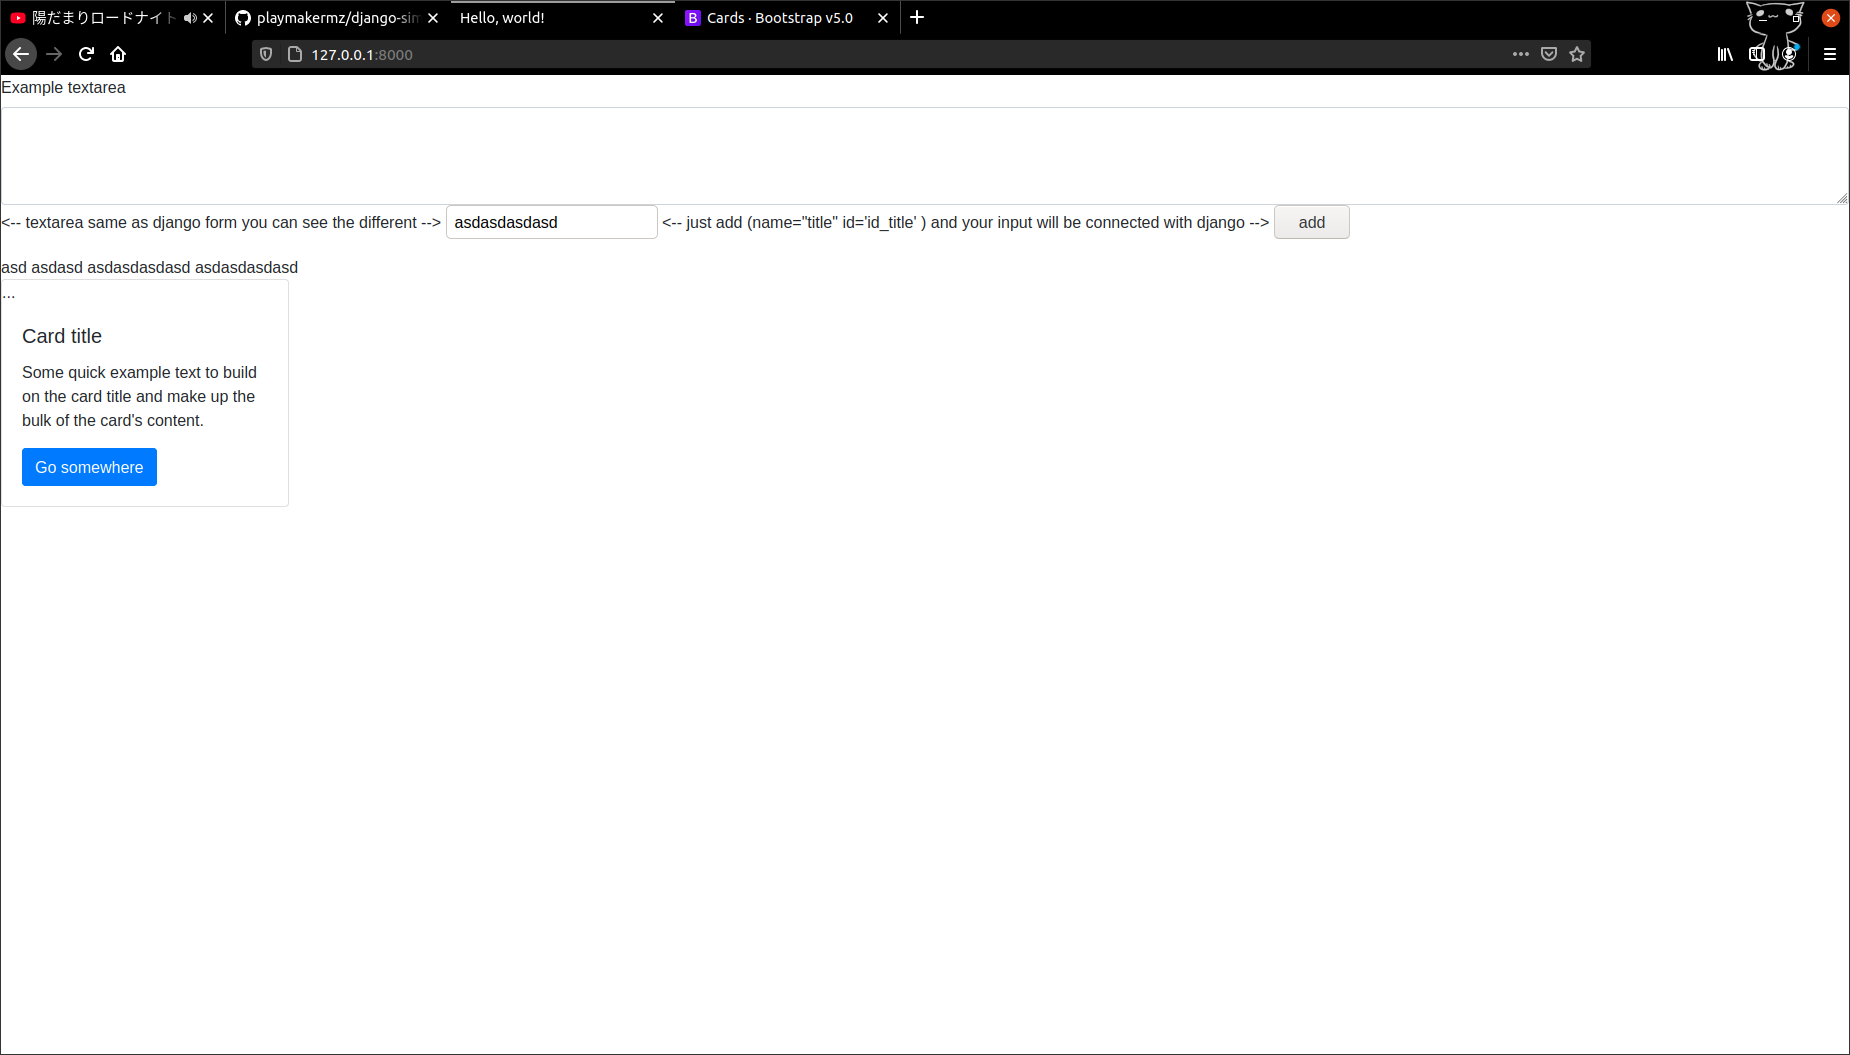 陽だまりロードナイト
playmakermz/django-sim
Hello, world!
Cards · Bootstrap v5.0
127.0.0.1:8000
Example textarea
<-- textarea same as django form you can see the different --> asdasdasdasd <-- just add (name="title" id='id_title' ) and your input will be connected with django --> add
asd asdasd asdasdasdasd asdasdasdasd
...
Card title
Some quick example text to build
on the card title and make up the
bulk of the card's content.
Go somewhere